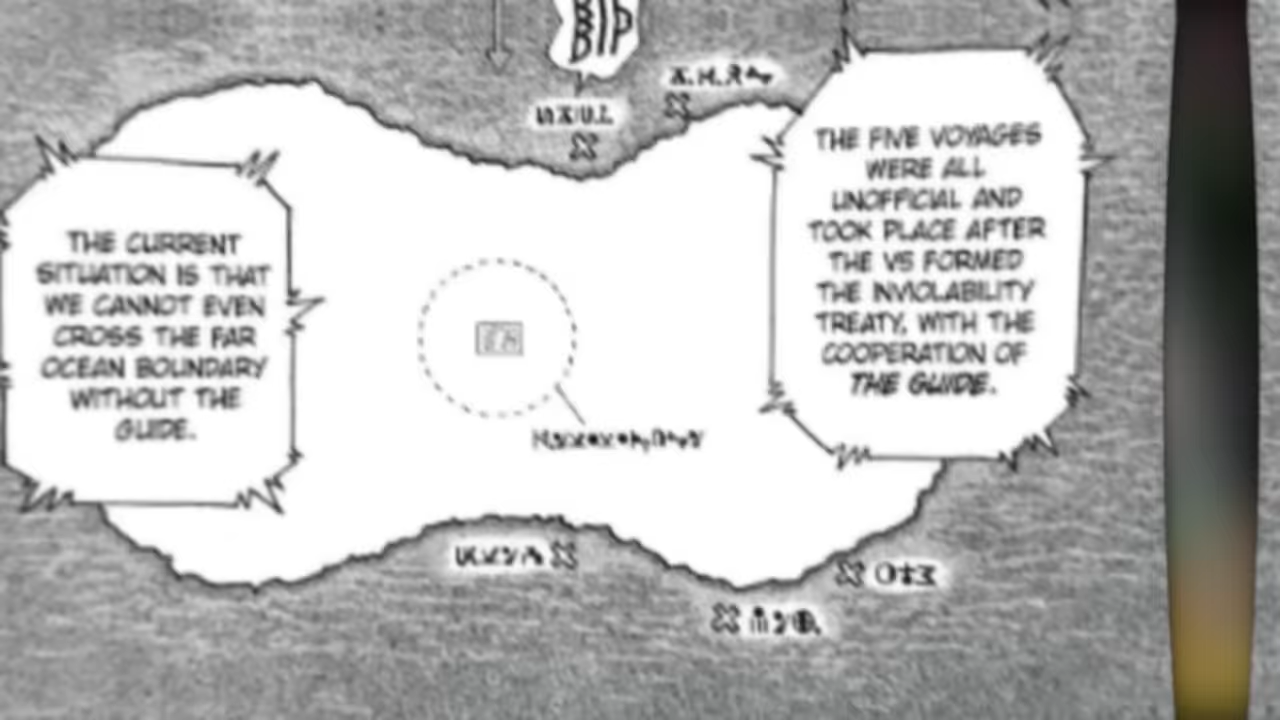 BIP
THE FIVE VOYAGES
WERE ALL
UNOFFICIAL AND
TOOK PLACE AFTER
THE V5 FORMED
THE INVIOLABILITY
TREATY, WITH THE
COOPERATION OF
THE GUIDE.
THE CURRENT
SITUATION IS THAT
WE CANNOT EVEN
CROSS THE FAR
OCEAN BOUNDARY
WITHOUT THE
GUIDE.